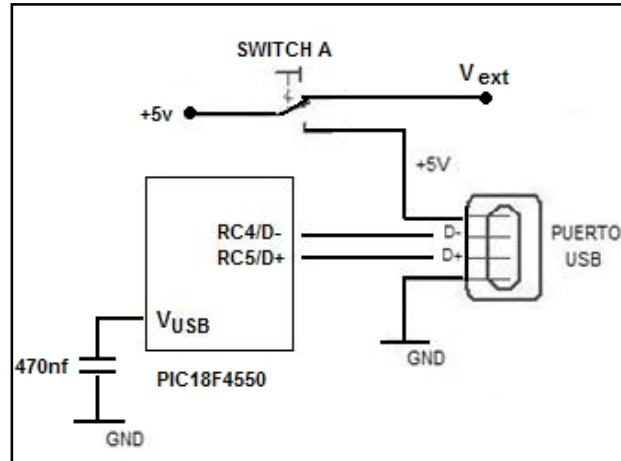 SWITCH A
V ext
+5v
+5V
RC4/D-
D-
PUERTO
RC5/D+
D+
USB
VUSB
470nf
GND
PIC18F4550
GND